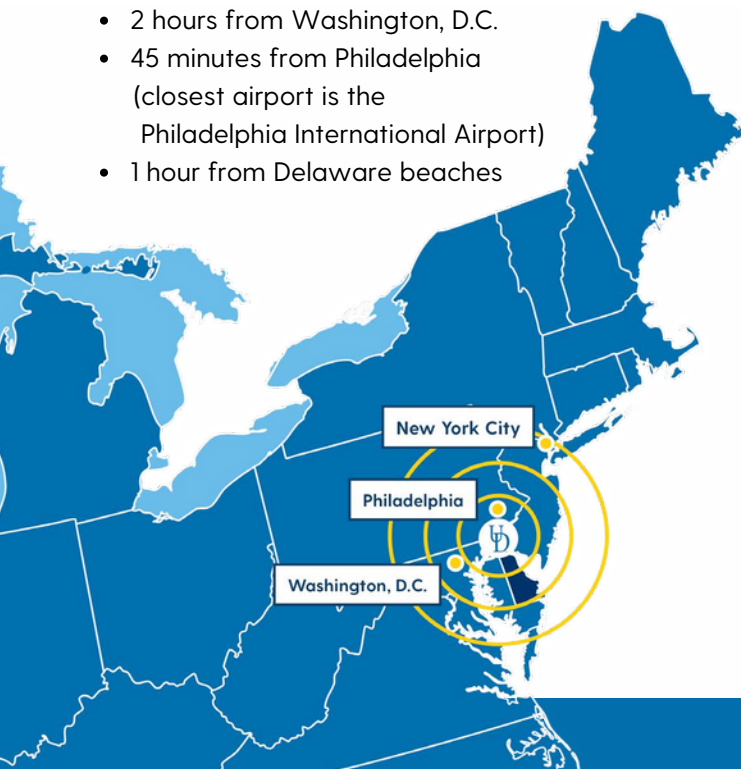 • 2 hours from Washington, D.C.
• 45 minutes from Philadelphia
(closest airport is the
Philadelphia International Airport)
• 1 hour from Delaware beaches
New York City
Philadelphia
UD
Washington, D.C.